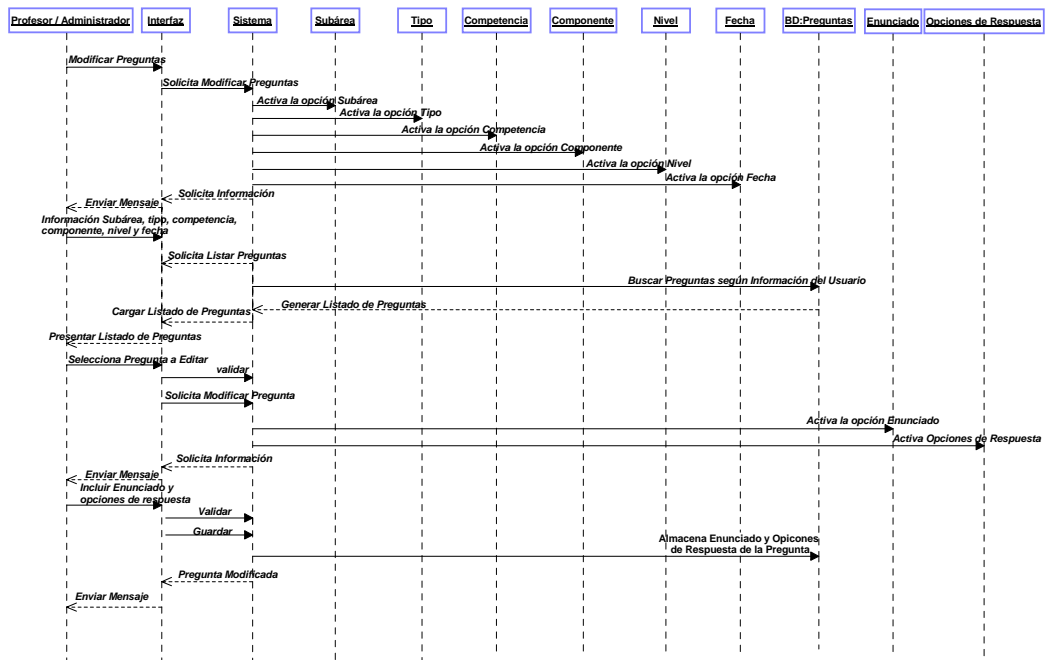 Profesor / Administrador
Interfaz
Sistema
Subárea
Tipo
Competencia
Componente
Nivel
Fecha
BD:Preguntas
Enunciado
Opciones de Respuesta
Modificar Preguntas
Solicita Modificar Preguntas
Activa la opción Subárea
Activa la opción Tipo
Activa la opción Competencia
Activa la opción Componente
Activa la opción Nivel
Activa la opción Fecha
Solicita Información
Enviar Mensaje
Información Subárea, tipo, competencia,
componente, nivel y fecha
Solicita Listar Preguntas
Buscar Preguntas según Información del Usuario
Generar Listado de Preguntas
Cargar Listado de Preguntas
Presentar Listado de Preguntas
Selecciona Pregunta a Editar
validar
Solicita Modificar Pregunta
Activa la opción Enunciado
Activa Opciones de Respuesta
Solicita Información
Enviar Mensaje
Incluir Enunciado y
opciones de respuesta
Validar
Guardar
Almacena Enunciado y Opicones
de Respuesta de la Pregunta
Pregunta Modificada
Enviar Mensaje